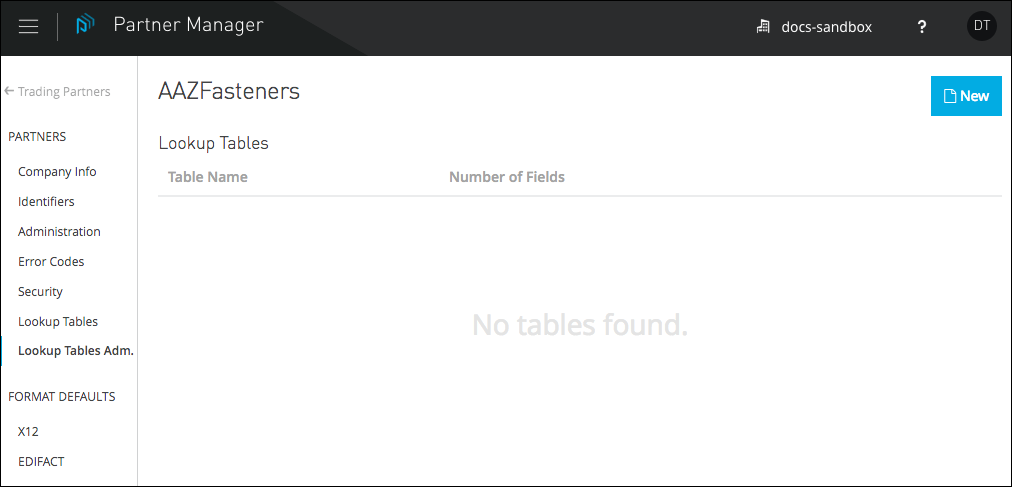 Partner Manager
docs-sandbox
?
DT
Trading Partners
PARTNERS
Company Info
Identifiers
Administration
Error Codes
Security
Lookup Tables
Lookup Tables Adm.
FORMAT DEFAULTS
X12
EDIFACT
AAZFasteners
New
Lookup Tables
Table Name Number of Fields
No tables found.